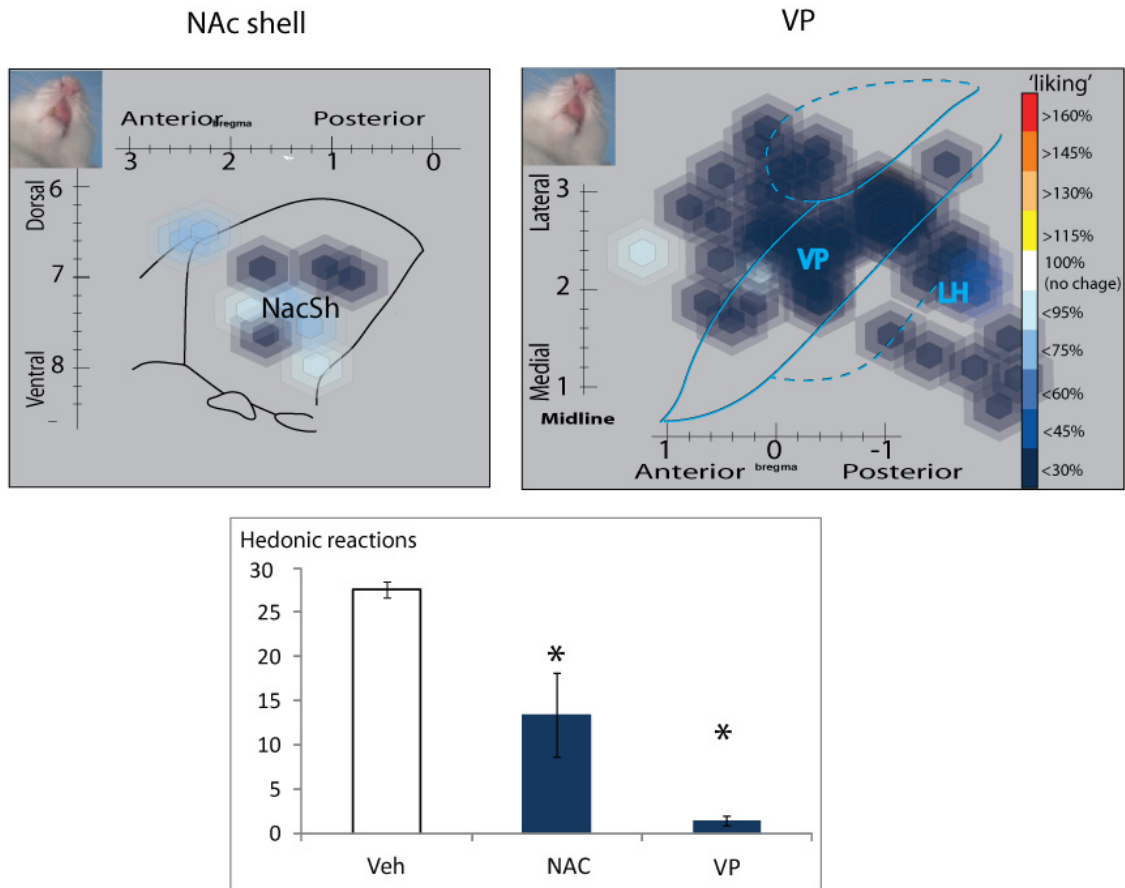 NAc shell
VP
Anterior bregma Posterior
3 2 1 0
Dorsal
Ventral
6
7
8
NacSh
'liking'
>160%
>145%
>130%
>115%
100%
(no chage)
<95%
<75%
<60%
<45%
<30%
Lateral
Medial
3
2
1
VP
LH
Midline
1 0 -1
Anterior bregma Posterior
Hedonic reactions
30
25
20
15
10
5
0
*
*
Veh NAC VP